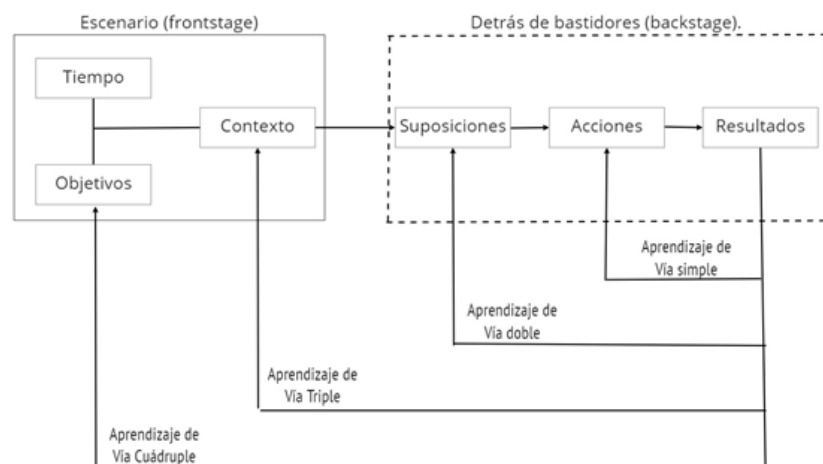 Escenario (frontstage)
Detrás de bastidores (backstage).
Tiempo
Contexto
Suposiciones
Acciones
Resultados
Objetivos
Aprendizaje de
Vía simple
Aprendizaje de
Vía doble
Aprendizaje de
Vía Triple
Aprendizaje de
Vía Cuádruple